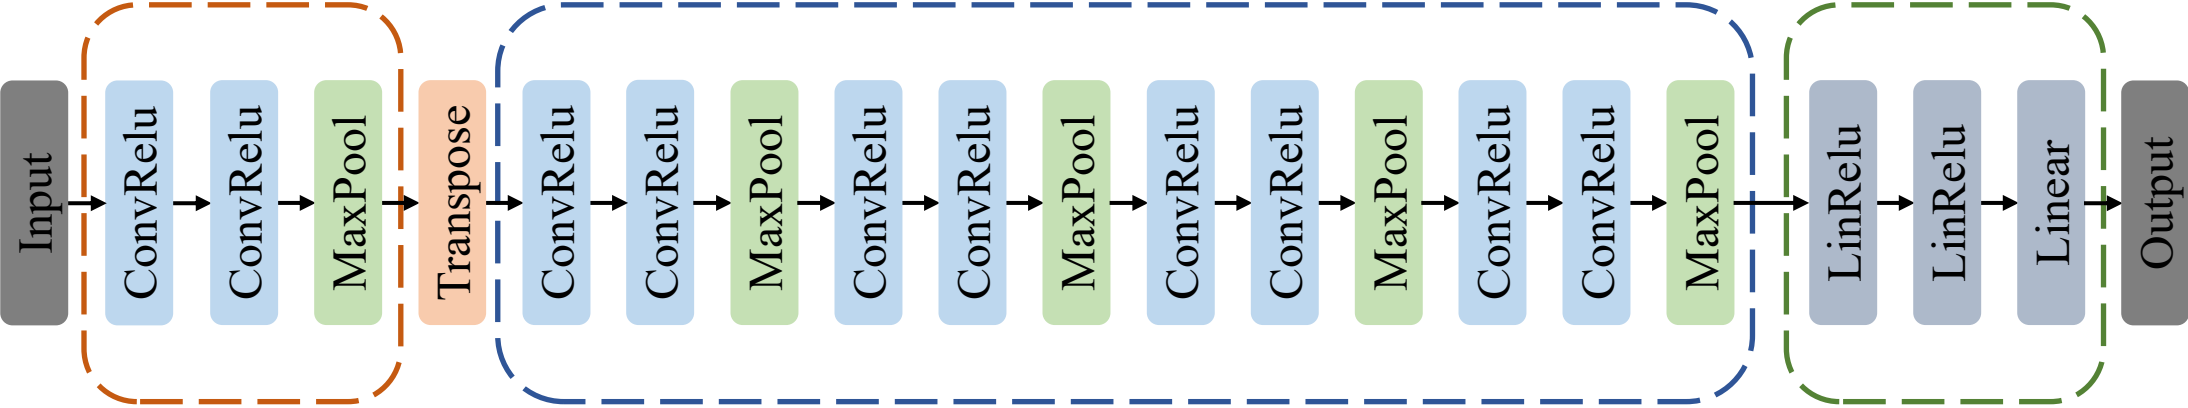 Input
ConvRelu
ConvRelu
MaxPool
Transpose
ConvRelu
ConvRelu
MaxPool
ConvRelu
ConvRelu
MaxPool
ConvRelu
ConvRelu
MaxPool
ConvRelu
ConvRelu
MaxPool
LinRelu
LinRelu
Linear
Output